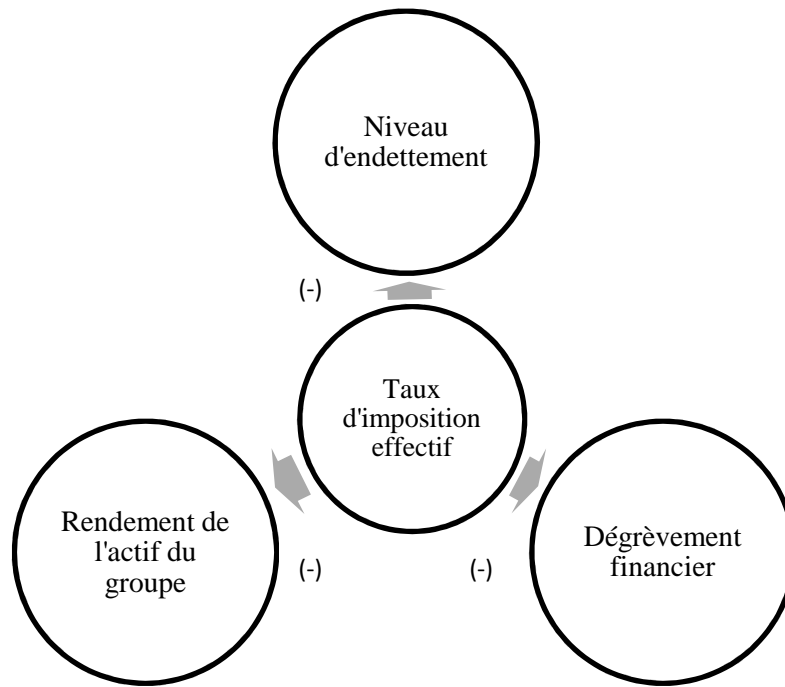 Niveau
d'endettement
(-)
Taux
d'imposition
effectif
Rendement de
l'actif du
groupe
(-)
(-)
Dégrèvement
financier